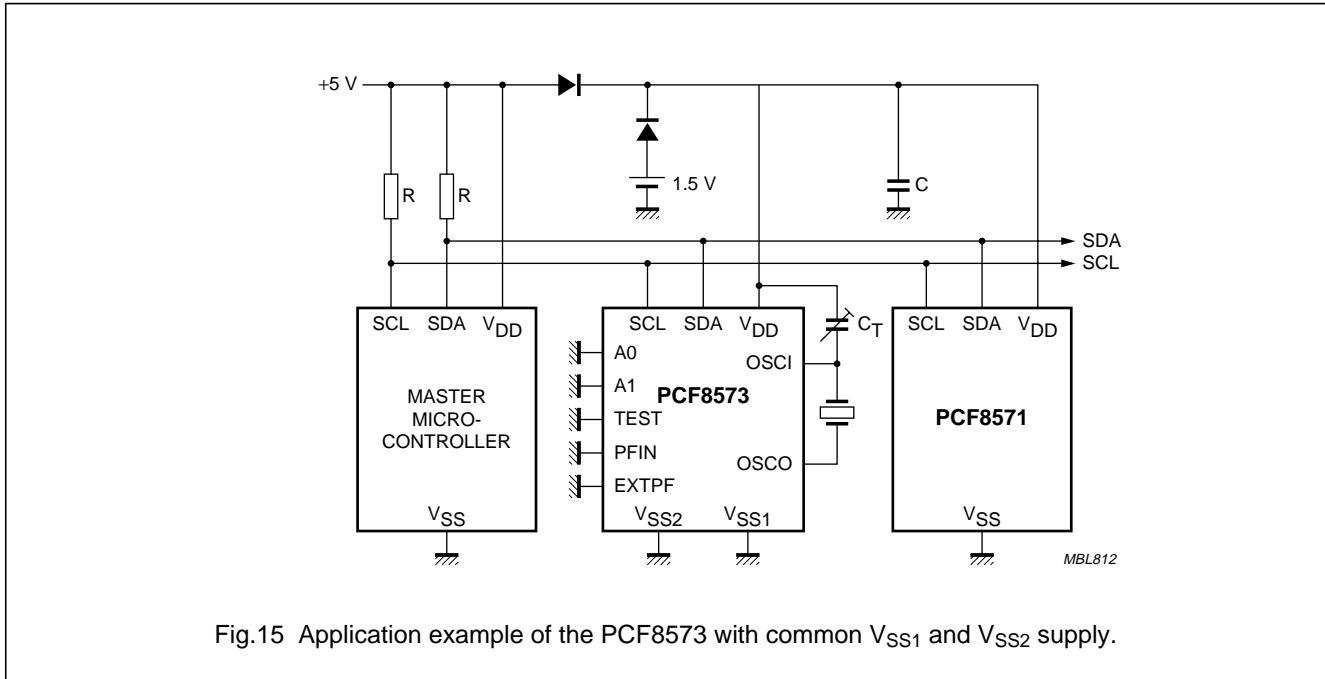 +5 V
R
R
1.5 V
C
SDA
SCL
SCL SDA VDD
MASTER
MICRO-
CONTROLLER
VSS
SCL SDA VDD
A0
A1
TEST
PFIN
EXTPF
PCF8573
OSCI
OSCO
CT
VSS2 VSS1
SCL SDA VDD
PCF8571
VSS
MBL812
Fig.15 Application example of the PCF8573 with common VSS1 and VSS2 supply.